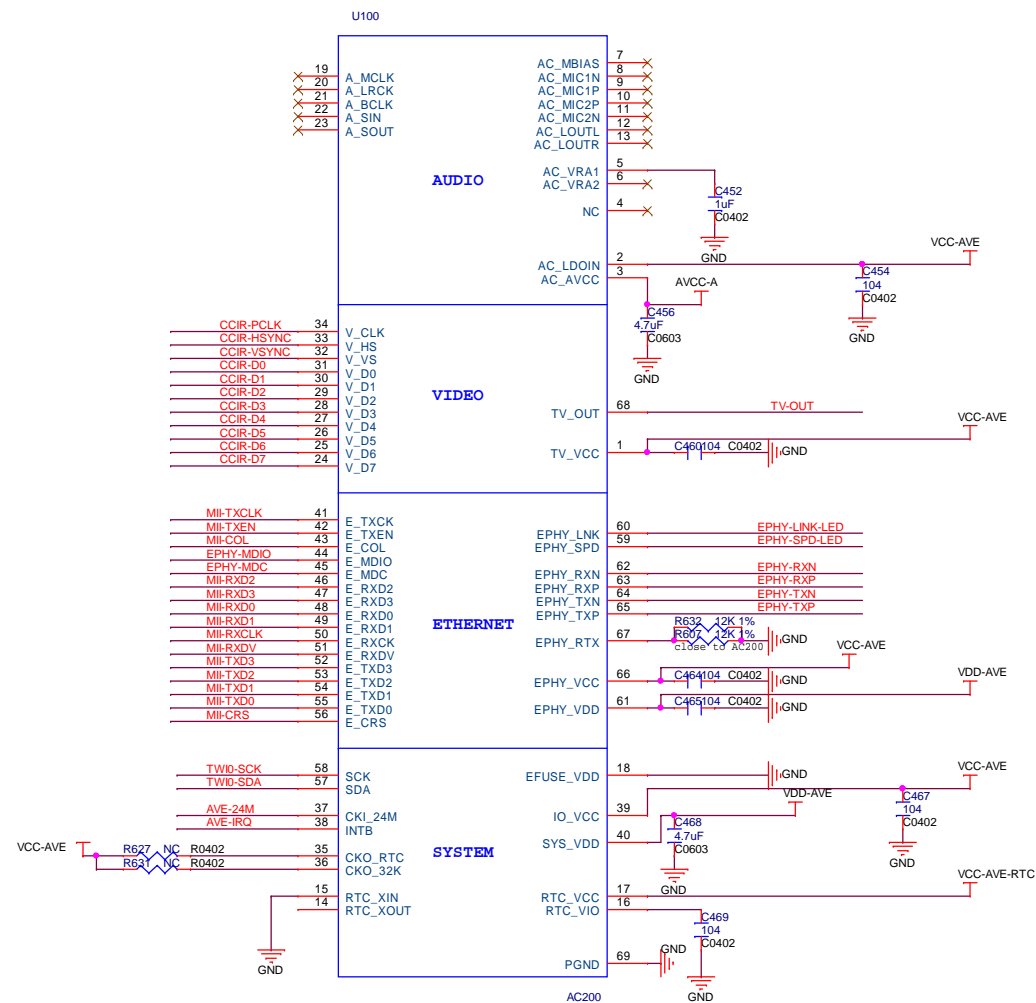 U100
19 A_MCLK
20 A_LRCK
21 A_BCLK
22 A_SIN
23 A_SOUT
AC_MBIAS 7
AC_MIC1N 8
AC_MIC1P 9
AC_MIC2P 10
AC_MIC2N 11
AC_LOUTL 12
AC_LOUTR 13
AUDIO
AC_VRA1 5
AC_VRA2 6
NC 4
C452
1uF
C0402
GND
AC_LDOIN 2
AC_AVCC 3
VCC-AVE
C454
104
C0402
GND
AVCC-A
C456
4.7uF
C0603
GND
CCIR-PCLK 34 V_CLK
CCIR-HSYNC 33 V_HS
CCIR-VSYNC 32 V_VS
CCIR-D0 31 V_D0
CCIR-D1 30 V_D1
CCIR-D2 29 V_D2
CCIR-D3 28 V_D3
CCIR-D4 27 V_D4
CCIR-D5 26 V_D5
CCIR-D6 25 V_D6
CCIR-D7 24 V_D7
VIDEO
TV_OUT 68 TV-OUT
VCC-AVE
TV_VCC 1 C460 104 C0402 GND
MII-TXCLK 41 E_TXCK
MII-TXEN 42 E_TXEN
MII-COL 43 E_COL
EPHY-MDIO 44 E_MDIO
EPHY-MDC 45 E_MDC
MII-RXD2 46 E_RXD2
MII-RXD3 47 E_RXD3
MII-RXD0 48 E_RXD0
MII-RXD1 49 E_RXD1
MII-RXCLK 50 E_RXCK
MII-RXDV 51 E_RXDV
MII-TXD3 52 E_TXD3
MII-TXD2 53 E_TXD2
MII-TXD1 54 E_TXD1
MII-TXD0 55 E_TXD0
MII-CRS 56 E_CRS
ETHERNET
EPHY_LNK 60 EPHY-LINK-LED
EPHY_SPD 59 EPHY-SPD-LED
EPHY_RXN 62 EPHY-RXN
EPHY_RXP 63 EPHY-RXP
EPHY_TXN 64 EPHY-TXN
EPHY_TXP 65 EPHY-TXP
R632 12K 1%
EPHY_RTX 67 R607 12K 1% GND
close to AC200
VCC-AVE
EPHY_VCC 66 C464 104 C0402 GND
VDD-AVE
EPHY_VDD 61 C465 104 C0402 GND
TWI0-SCK 58 SCK
TWI0-SDA 57 SDA
AVE-24M 37 CKI_24M
AVE-IRQ 38 INTB
VCC-AVE
R627 NC R0402 35 CKO_RTC
R631 NC R0402 36 CKO_32K
15 RTC_XIN
14 RTC_XOUT
GND
SYSTEM
EFUSE_VDD 18 GND
VCC-AVE
IO_VCC 39
C467
104
C0402
GND
VDD-AVE
SYS_VDD 40
C468
4.7uF
C0603
GND
RTC_VCC 17 VCC-AVE-RTC
RTC_VIO 16
C469
104
C0402
GND
PGND 69 GND
AC200